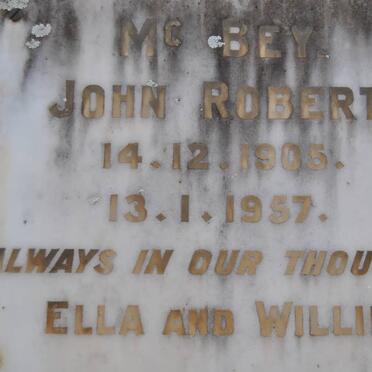 MC BEY.
JOHN ROBERT
14.12.1905.
13.1.1957.
ALWAYS IN OUR THOU
ELLA AND WILLI